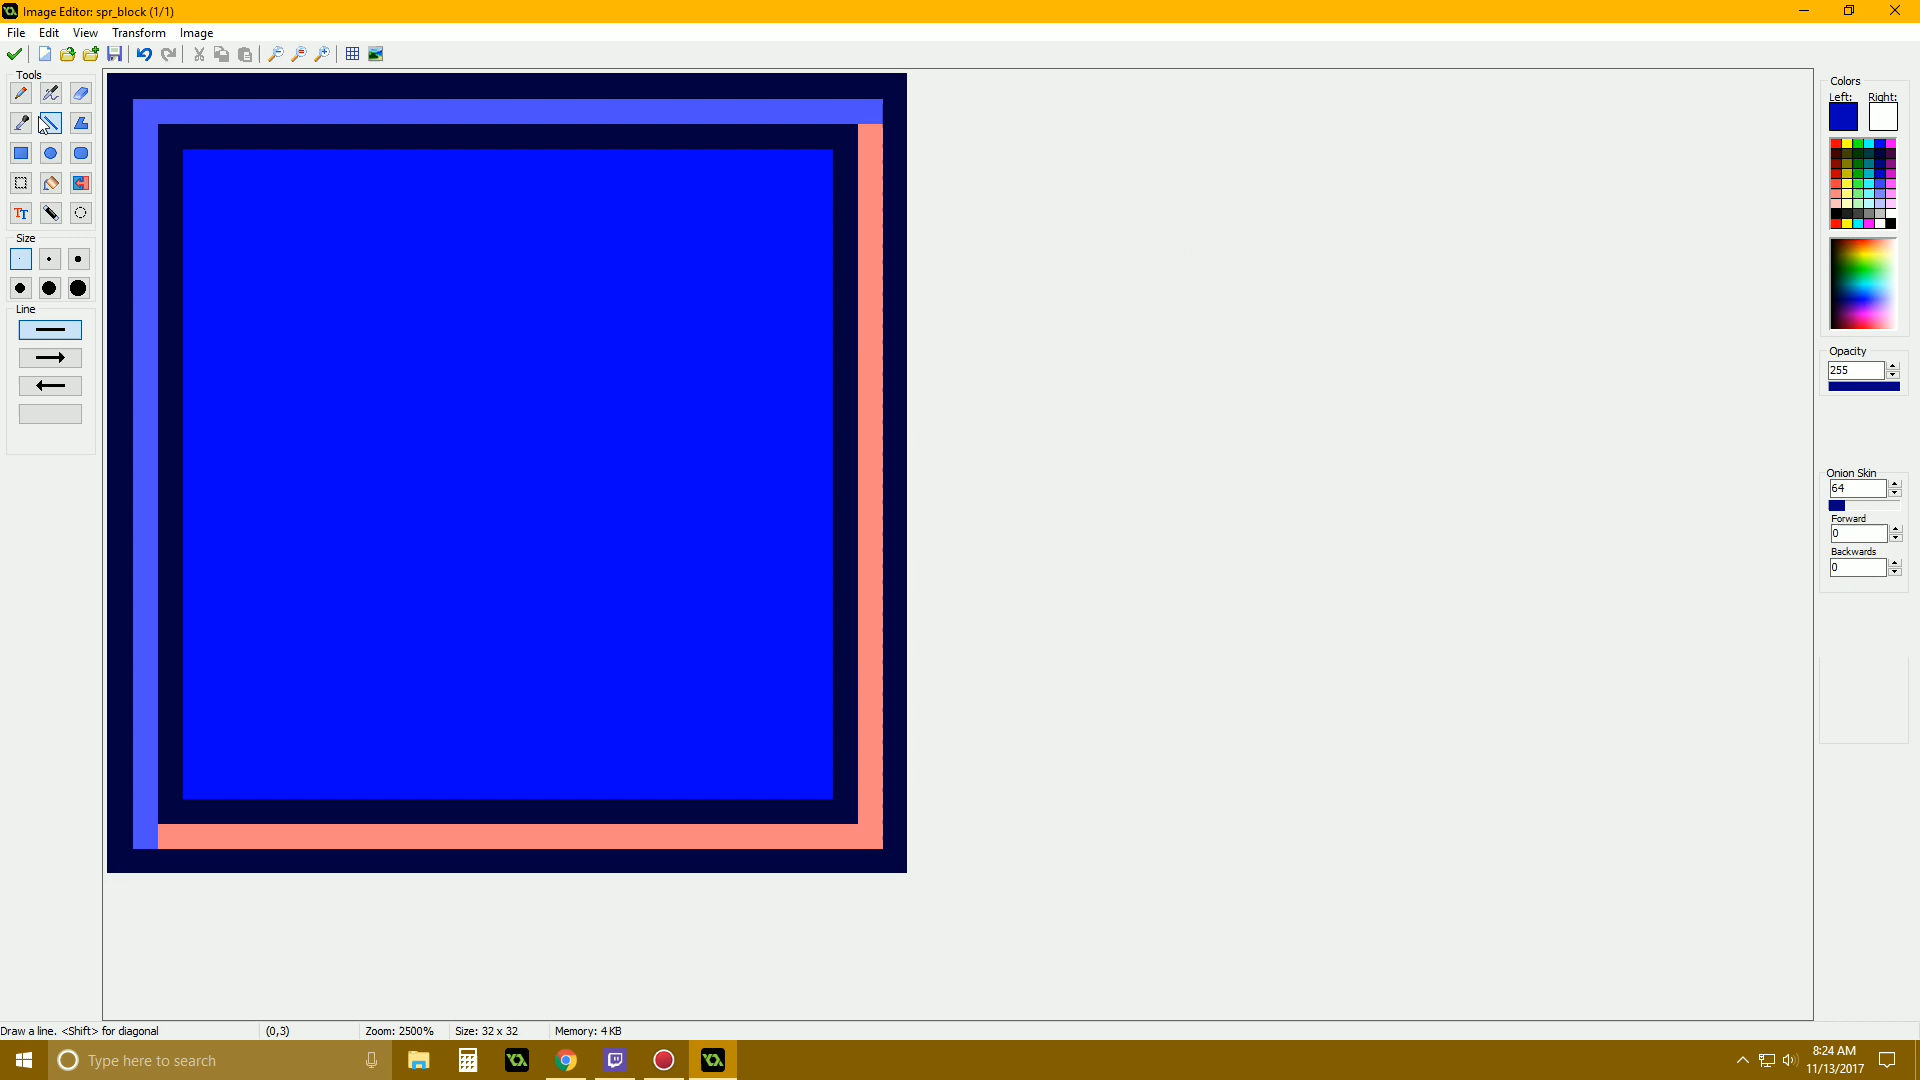 Image Editor: spr_block (1/1)
File Edit View Transform Image
Tools
TT
Size
Line
Colors
Left: Right:
Opacity
255
Onion Skin
64
Forward
0
Backwards
0
Draw a line. <Shift> for diagonal (0,3) Zoom: 2500% Size: 32 x 32 Memory: 4 KB
Type here to search
8:24 AM
11/13/2017